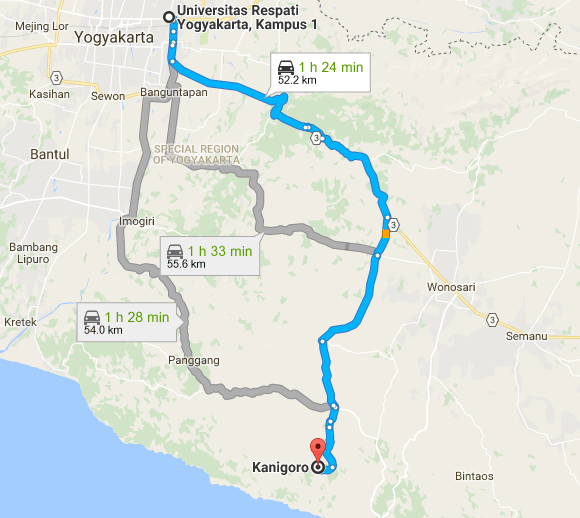 Mejing Lor
Universitas Respati
Yogyakarta, Kampus 1
Yogyakarta
1 h 24 min
52.2 km
3
Kasihan
Sewon
Banguntapan
3
Bantul
SPECIAL REGION
OF YOGYAKARTA
Imogiri
3
Bambang
Lipuro
1 h 33 min
55.6 km
Wonosari
1 h 28 min
54.0 km
Kretek
3
Semanu
Panggang
Kanigoro
Bintaos